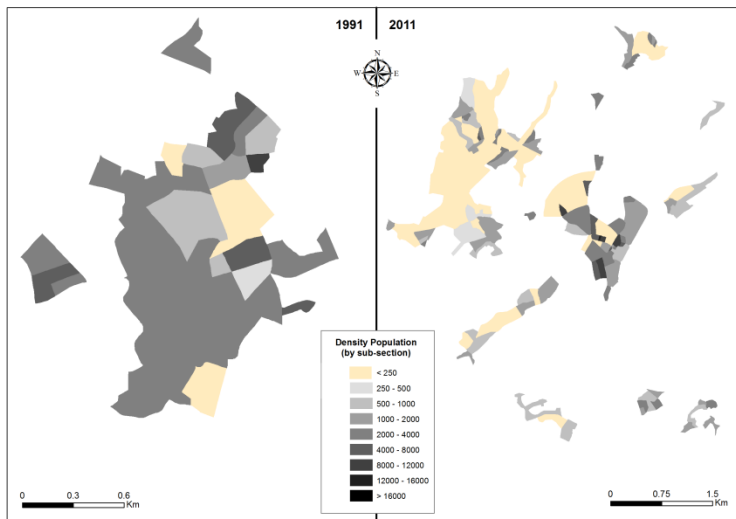 1991 2011
N
W E
S
Density Population
(by sub-section)
< 250
250 - 500
500 - 1000
1000 - 2000
2000 - 4000
4000 - 8000
8000 - 12000
12000 - 16000
> 16000
0 0.3 0.6
Km
0 0.75 1.5
Km